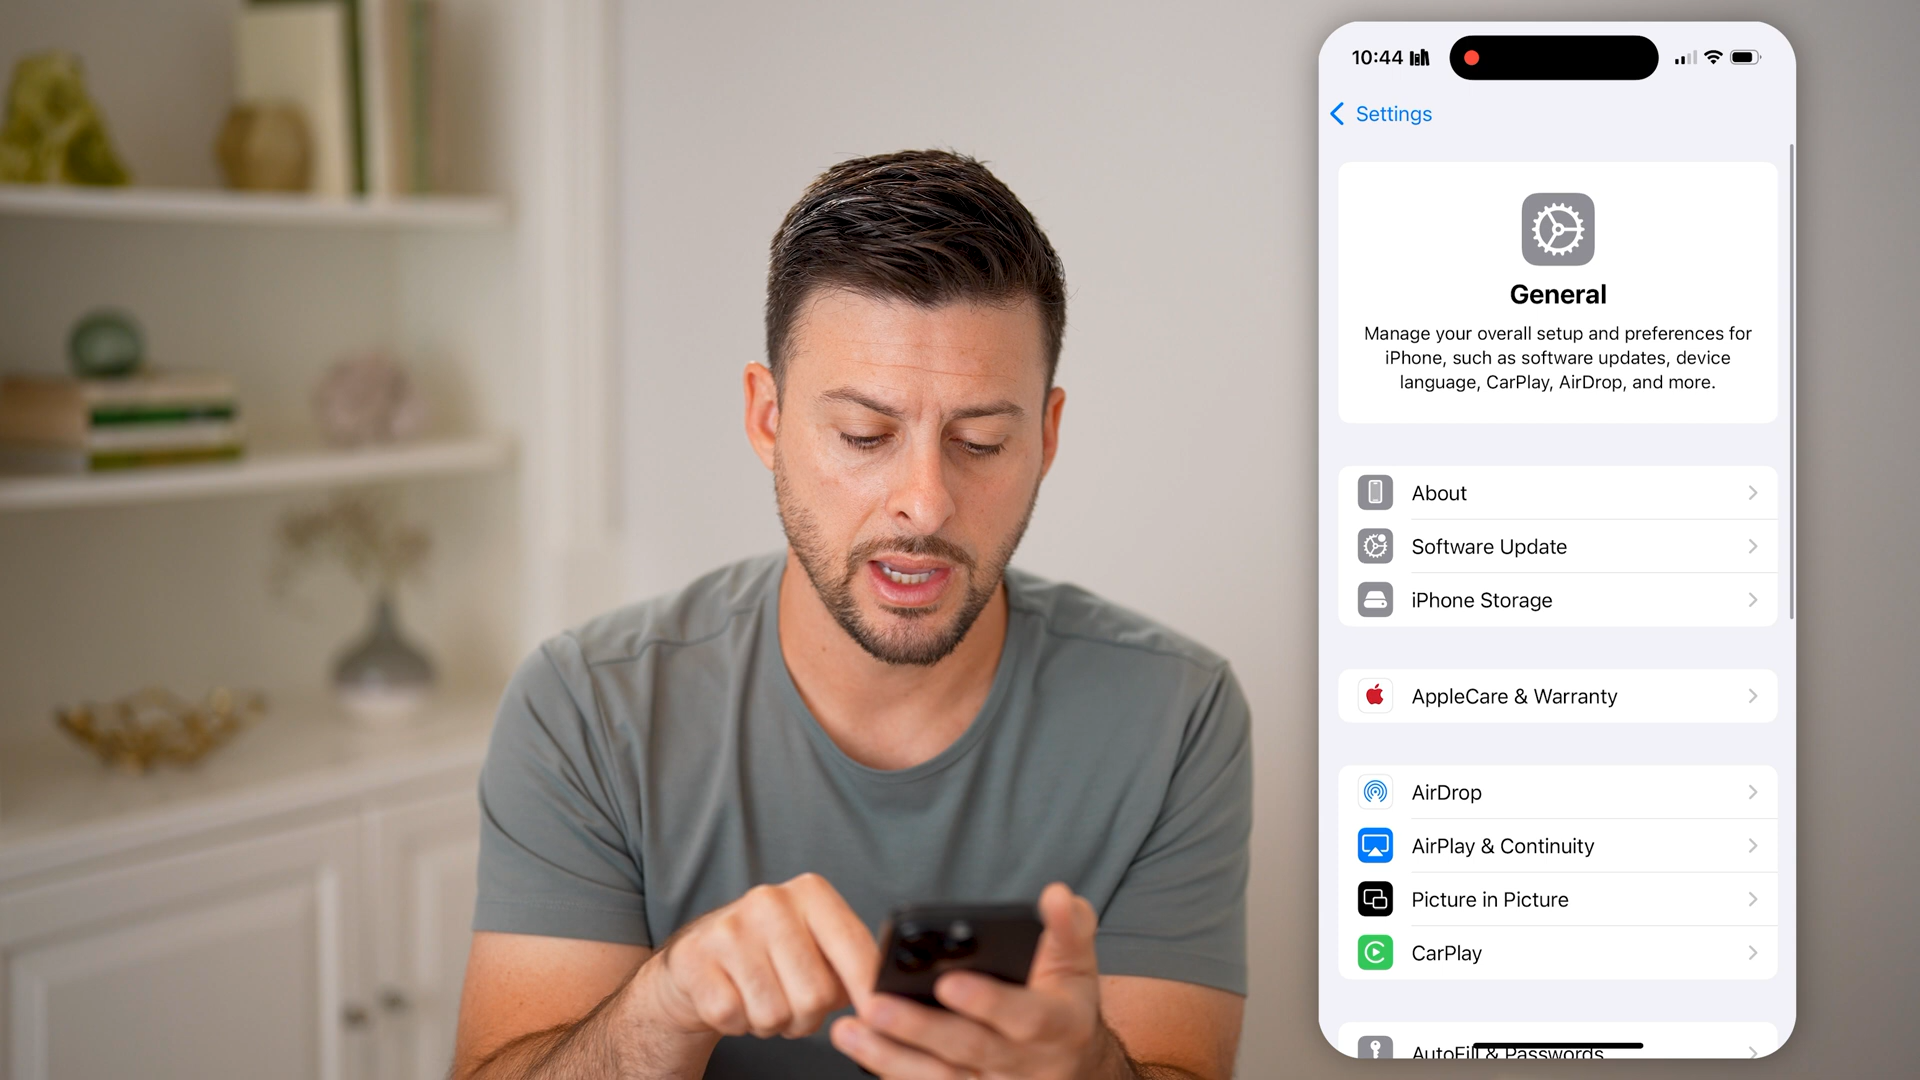 10:44
Settings
General
Manage your overall setup and preferences for
iPhone, such as software updates, device
language, CarPlay, AirDrop, and more.
About
Software Update
iPhone Storage
AppleCare & Warranty
AirDrop
AirPlay & Continuity
Picture in Picture
CarPlay
AutoFill & Passwords